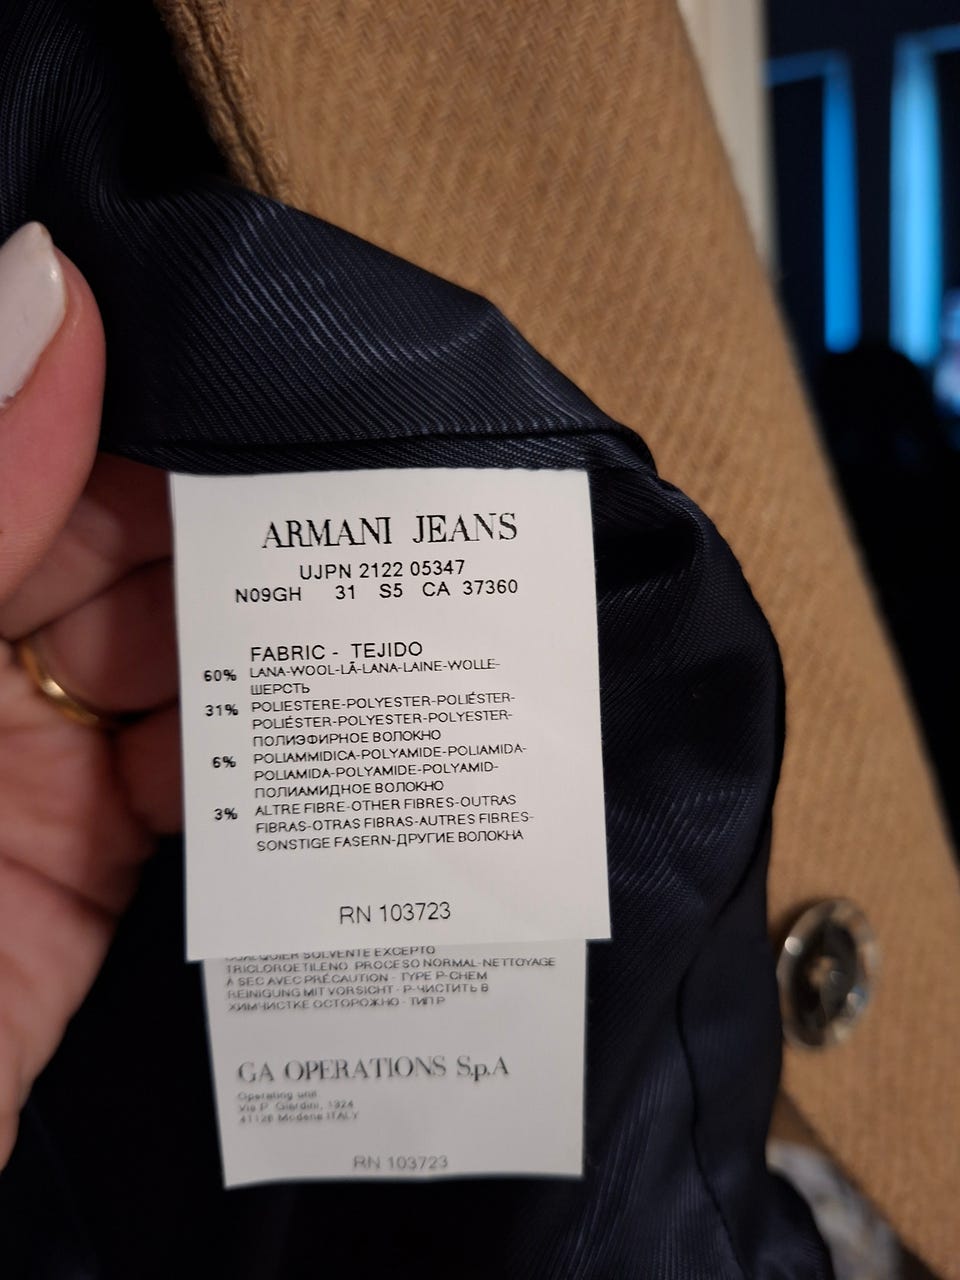 ARMANI JEANS
UJPN 2122 05347
N09GH 31 S5 CA 37360
FABRIC - TEJIDO
60% LANA-WOOL-LÃ-LANA-LAINE-WOLLE-
ШЕРСТЬ
31% POLIESTERE-POLYESTER-POLIÉSTER-
POLIÉSTER-POLYESTER-POLYESTER-
ПОЛИЭФИРНОЕ ВОЛОКНО
6% POLIAMMIDICA-POLYAMIDE-POLIAMIDA-
POLIAMIDA-POLYAMIDE-POLYAMID-
ПОЛИАМИДНОЕ ВОЛОКНО
3% ALTRE FIBRE-OTHER FIBRES-OUTRAS
FIBRAS-OTRAS FIBRAS-AUTRES FIBRES-
SONSTIGE FASERN-ДРУГИЕ ВОЛОКНА
RN 103723
CUALQUIER SOLVENTE EXCEPTO
TRICLOROETILENO PROCESO NORMAL-NETTOYAGE
A SEC AVEC PRÉCAUTION - TYPE P-CHEM
REINIGUNG MIT VORSICHT - P-ЧИСТИТЬ В
ХИМЧИСТКЕ ОСТОРОЖНО - ТИП P
GA OPERATIONS S.p.A
Operating unit
Via P. Giardini, 1324
41126 Modena ITALY
RN 103723